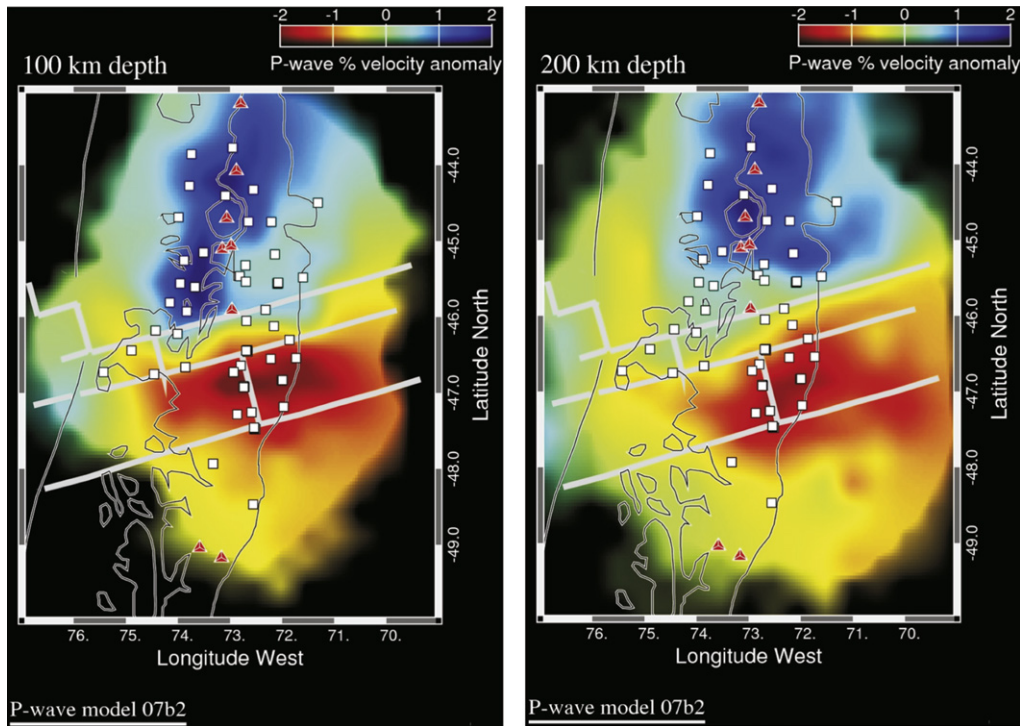 -2 -1 0 1 2
100 km depth
P-wave % velocity anomaly
-44.0
-45.0
-46.0
-47.0
-48.0
-49.0
Latitude North
76. 75. 74. 73. 72. 71. 70.
Longitude West
P-wave model 07b2
-2 -1 0 1 2
200 km depth
P-wave % velocity anomaly
-44.0
-45.0
-46.0
-47.0
-48.0
-49.0
Latitude North
76. 75. 74. 73. 72. 71. 70.
Longitude West
P-wave model 07b2